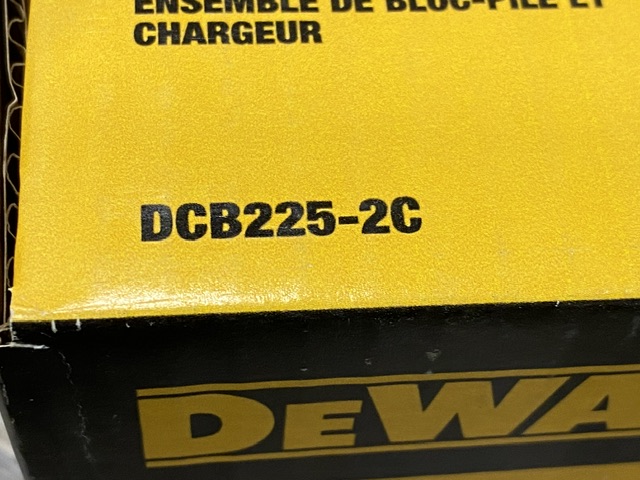 ENSEMBLE DE BLOC-PILE ET
CHARGEUR
DCB225-2C
DEWA